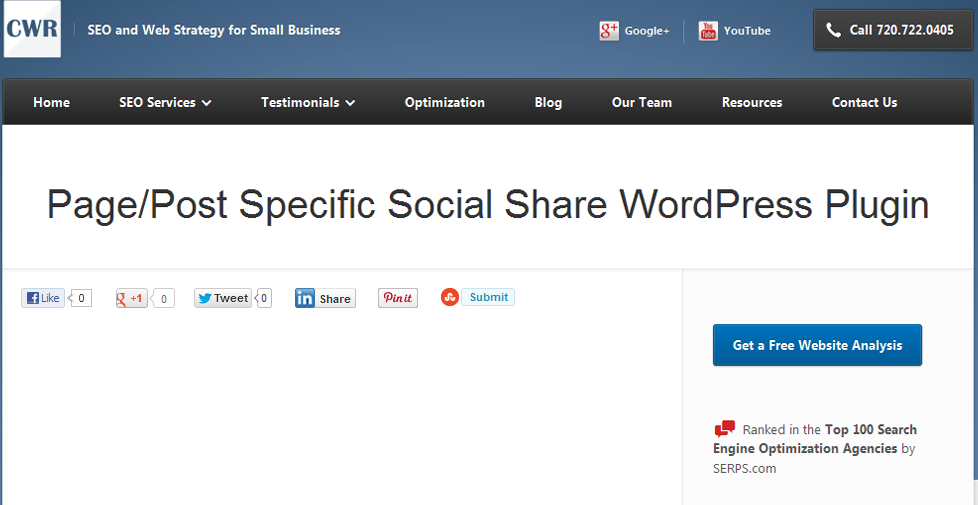 CWR
SEO and Web Strategy for Small Business
g+ Google+
You Tube YouTube
Call 720.722.0405
Home SEO Services Testimonials Optimization Blog Our Team Resources Contact Us
Page/Post Specific Social Share WordPress Plugin
f Like 0
g +1 0
Tweet 0
in Share
Pin it
Submit
Get a Free Website Analysis
Ranked in the Top 100 Search
Engine Optimization Agencies by
SERPS.com